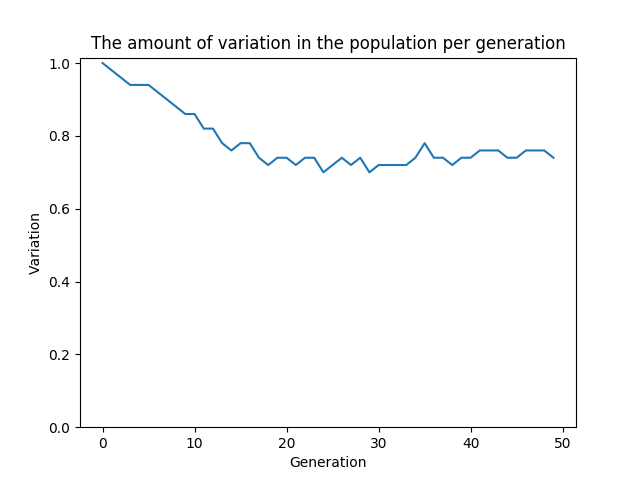 The amount of variation in the population per generation
1.0
0.8
0.6
0.4
0.2
0.0
Variation
0 10 20 30 40 50
Generation